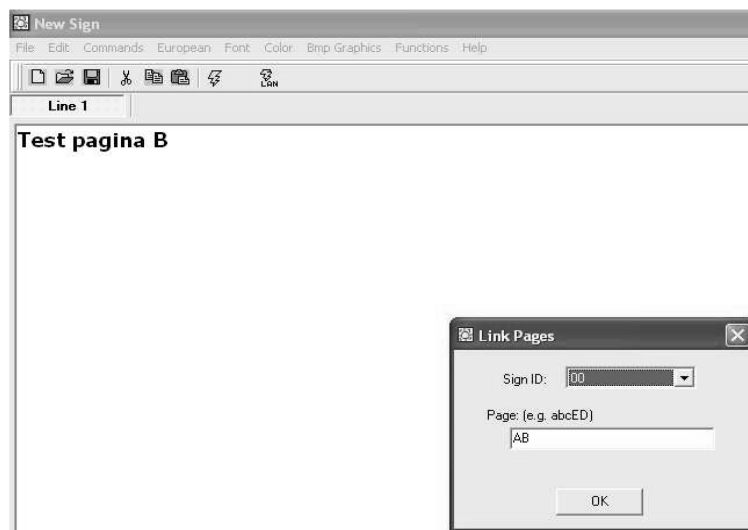 New Sign
File Edit Commands European Font Color Bmp Graphics Functions Help
LAN
Line 1
Test pagina B
Link Pages
Sign ID: 00
Page: (e.g. abcED)
AB
OK